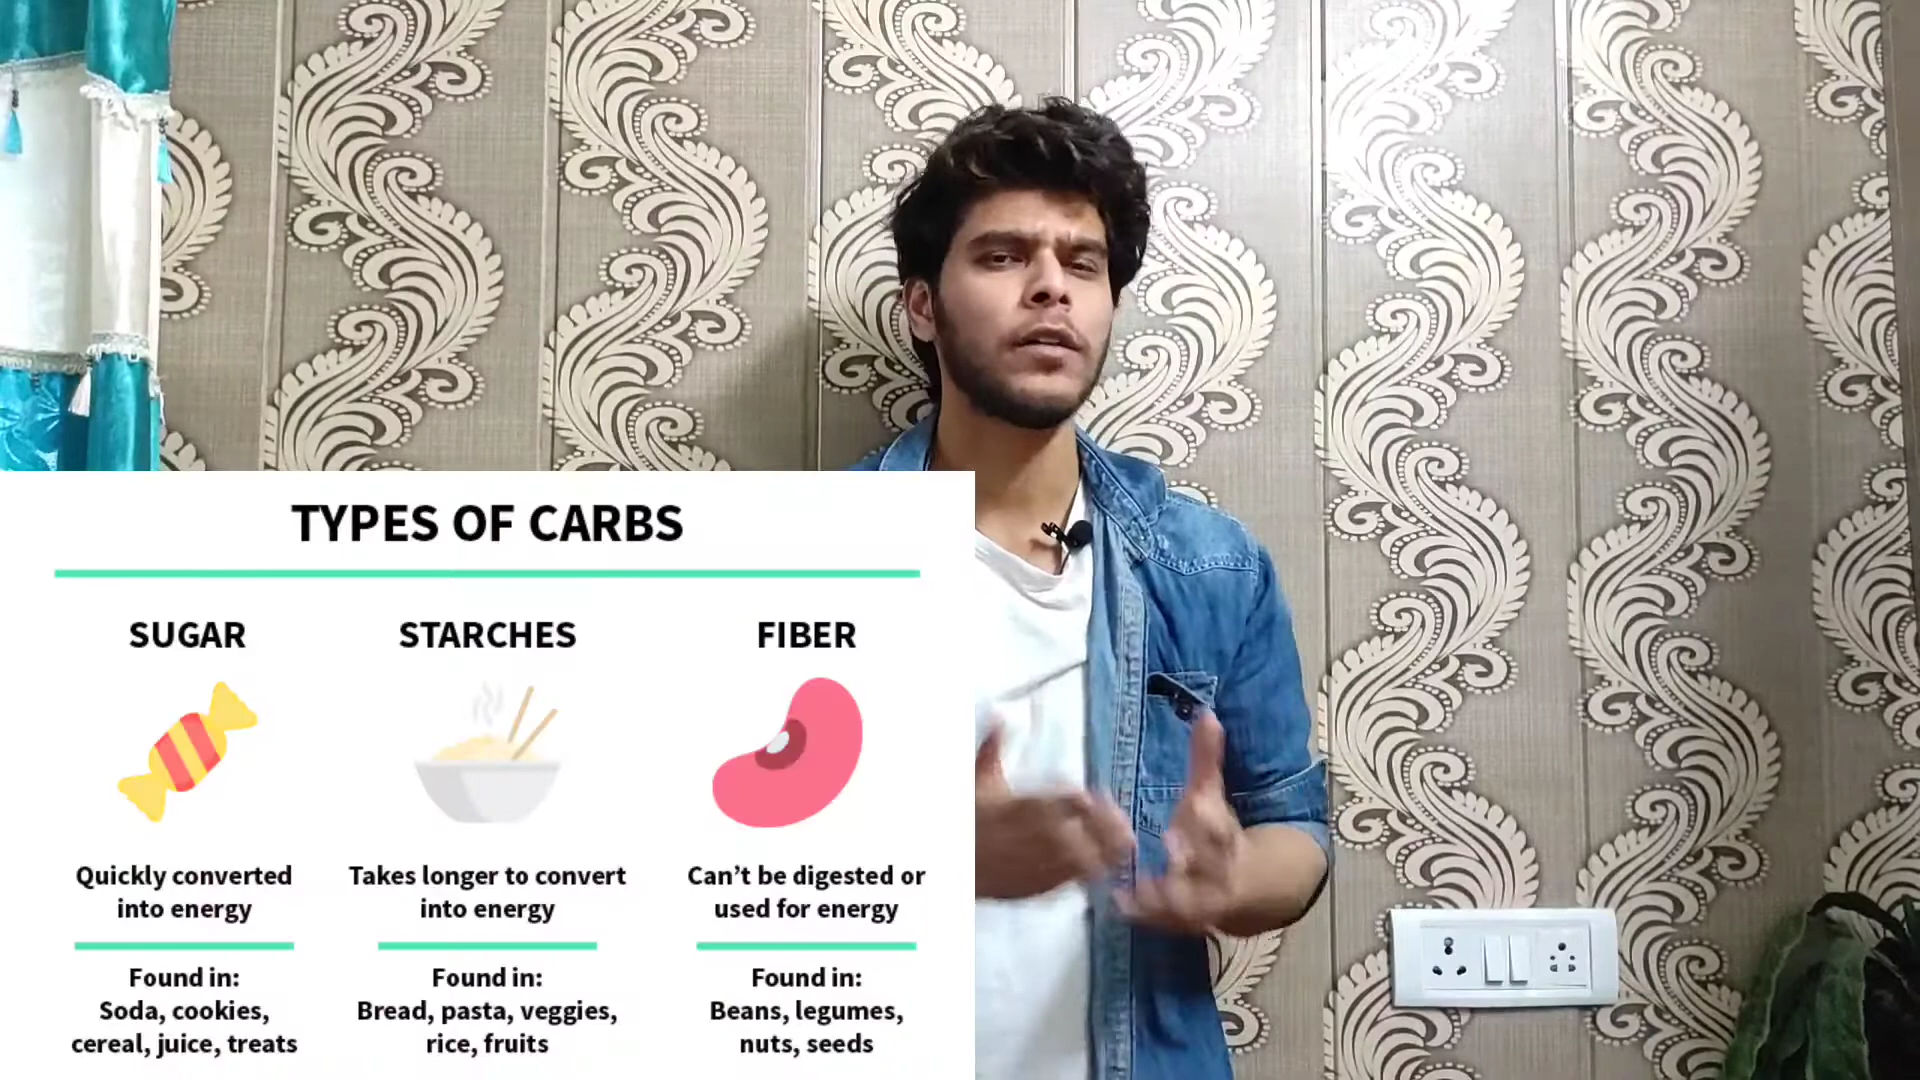 TYPES OF CARBS
SUGAR
Quickly converted
into energy
Found in:
Soda, cookies,
cereal, juice, treats
STARCHES
Takes longer to convert
into energy
Found in:
Bread, pasta, veggies,
rice, fruits
FIBER
Can’t be digested or
used for energy
Found in:
Beans, legumes,
nuts, seeds